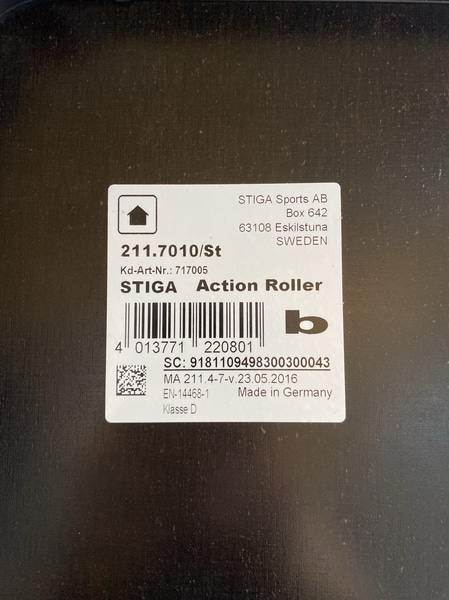 STIGA Sports AB
Box 642
63108 Eskilstuna
SWEDEN
211.7010/St
Kd-Art-Nr.: 717005
STIGA Action Roller
b
4 013771 220801
SC: 9181109498300300043
MA 211.4-7-v.23.05.2016
EN-14468-1 Made in Germany
Klasse D